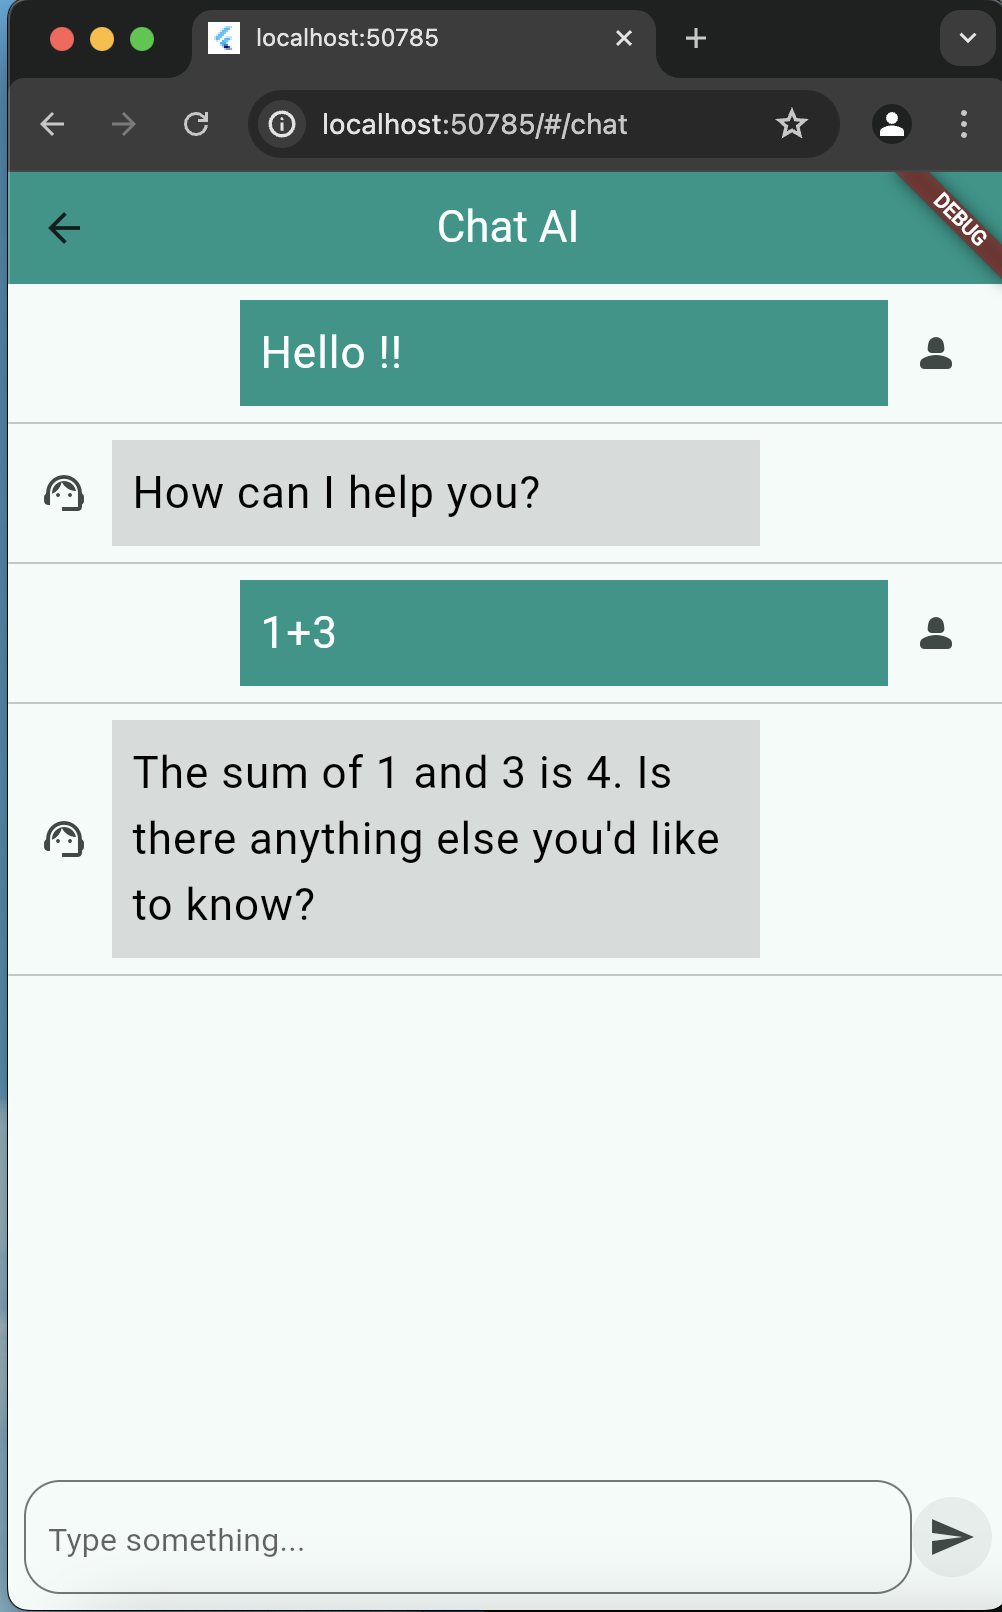 localhost:50785
localhost:50785/#/chat
Chat AI
DEBUG
Hello !!
How can I help you?
1+3
The sum of 1 and 3 is 4. Is
there anything else you'd like
to know?
Type something...